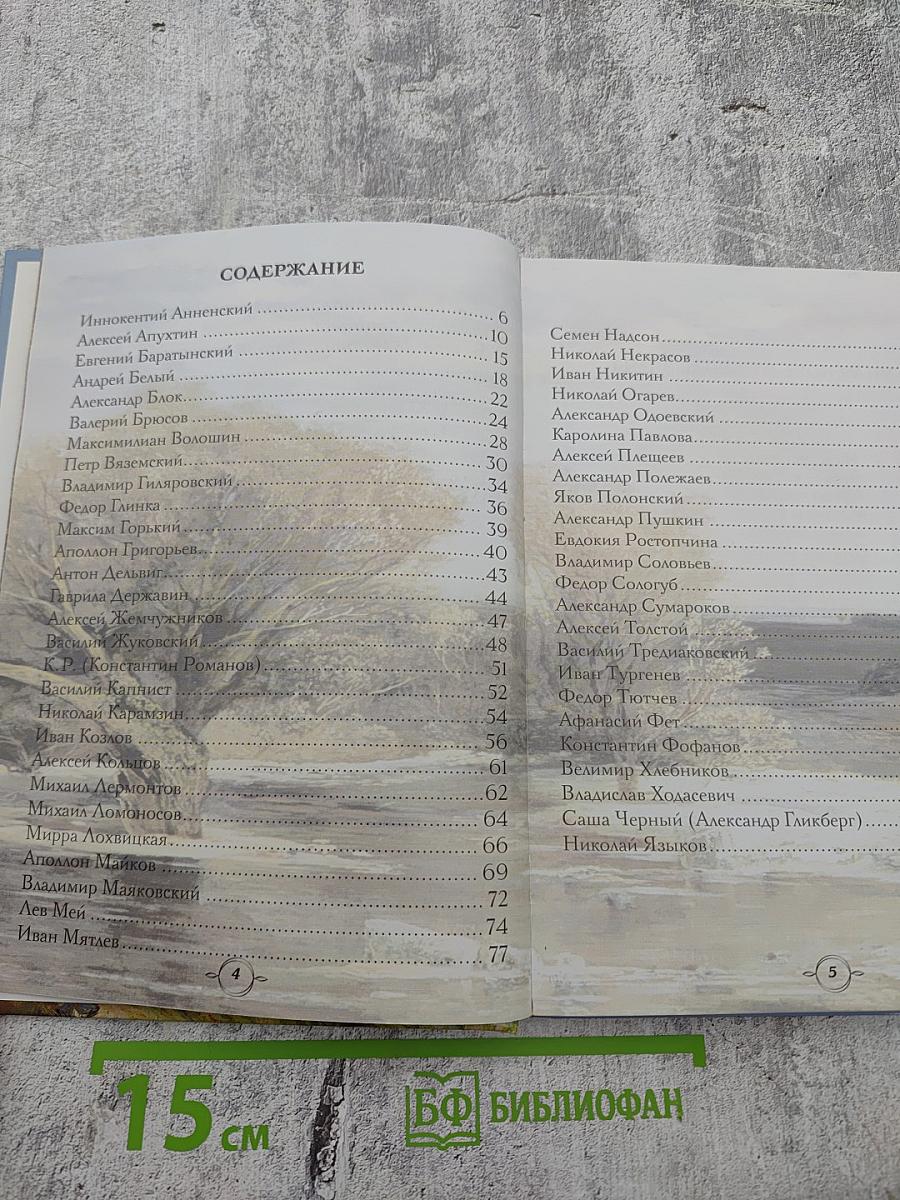 СОДЕРЖАНИЕ
Иннокентий Анненский 6
Алексей Апухтин 10
Евгений Баратынский 15
Андрей Белый 18
Александр Блок 22
Валерий Брюсов 24
Максимилиан Волошин 28
Петр Вяземский 30
Владимир Гиляровский 34
Федор Глинка 36
Максим Горький 39
Аполлон Григорьев 40
Антон Дельвиг 43
Гаврила Державин 44
Алексей Жемчужников 47
Василий Жуковский 48
К. Р. (Константин Романов) 51
Василий Капнист 52
Николай Карамзин 54
Иван Козлов 56
Алексей Кольцов 61
Михаил Лермонтов 62
Михаил Ломоносов 64
Мирра Лохвицкая 66
Аполлон Майков 69
Владимир Маяковский 72
Лев Мей 74
Иван Мятлев 77
4
Семен Надсон
Николай Некрасов
Иван Никитин
Николай Огарев
Александр Одоевский
Каролина Павлова
Алексей Плещеев
Александр Полежаев
Яков Полонский
Александр Пушкин
Евдокия Ростопчина
Владимир Соловьев
Федор Сологуб
Александр Сумароков
Алексей Толстой
Василий Тредиаковский
Иван Тургенев
Федор Тютчев
Афанасий Фет
Константин Фофанов
Велимир Хлебников
Владислав Ходасевич
Саша Черный (Александр Гликберг)
Николай Языков
5
15 см
БФ БИБЛИОФАН